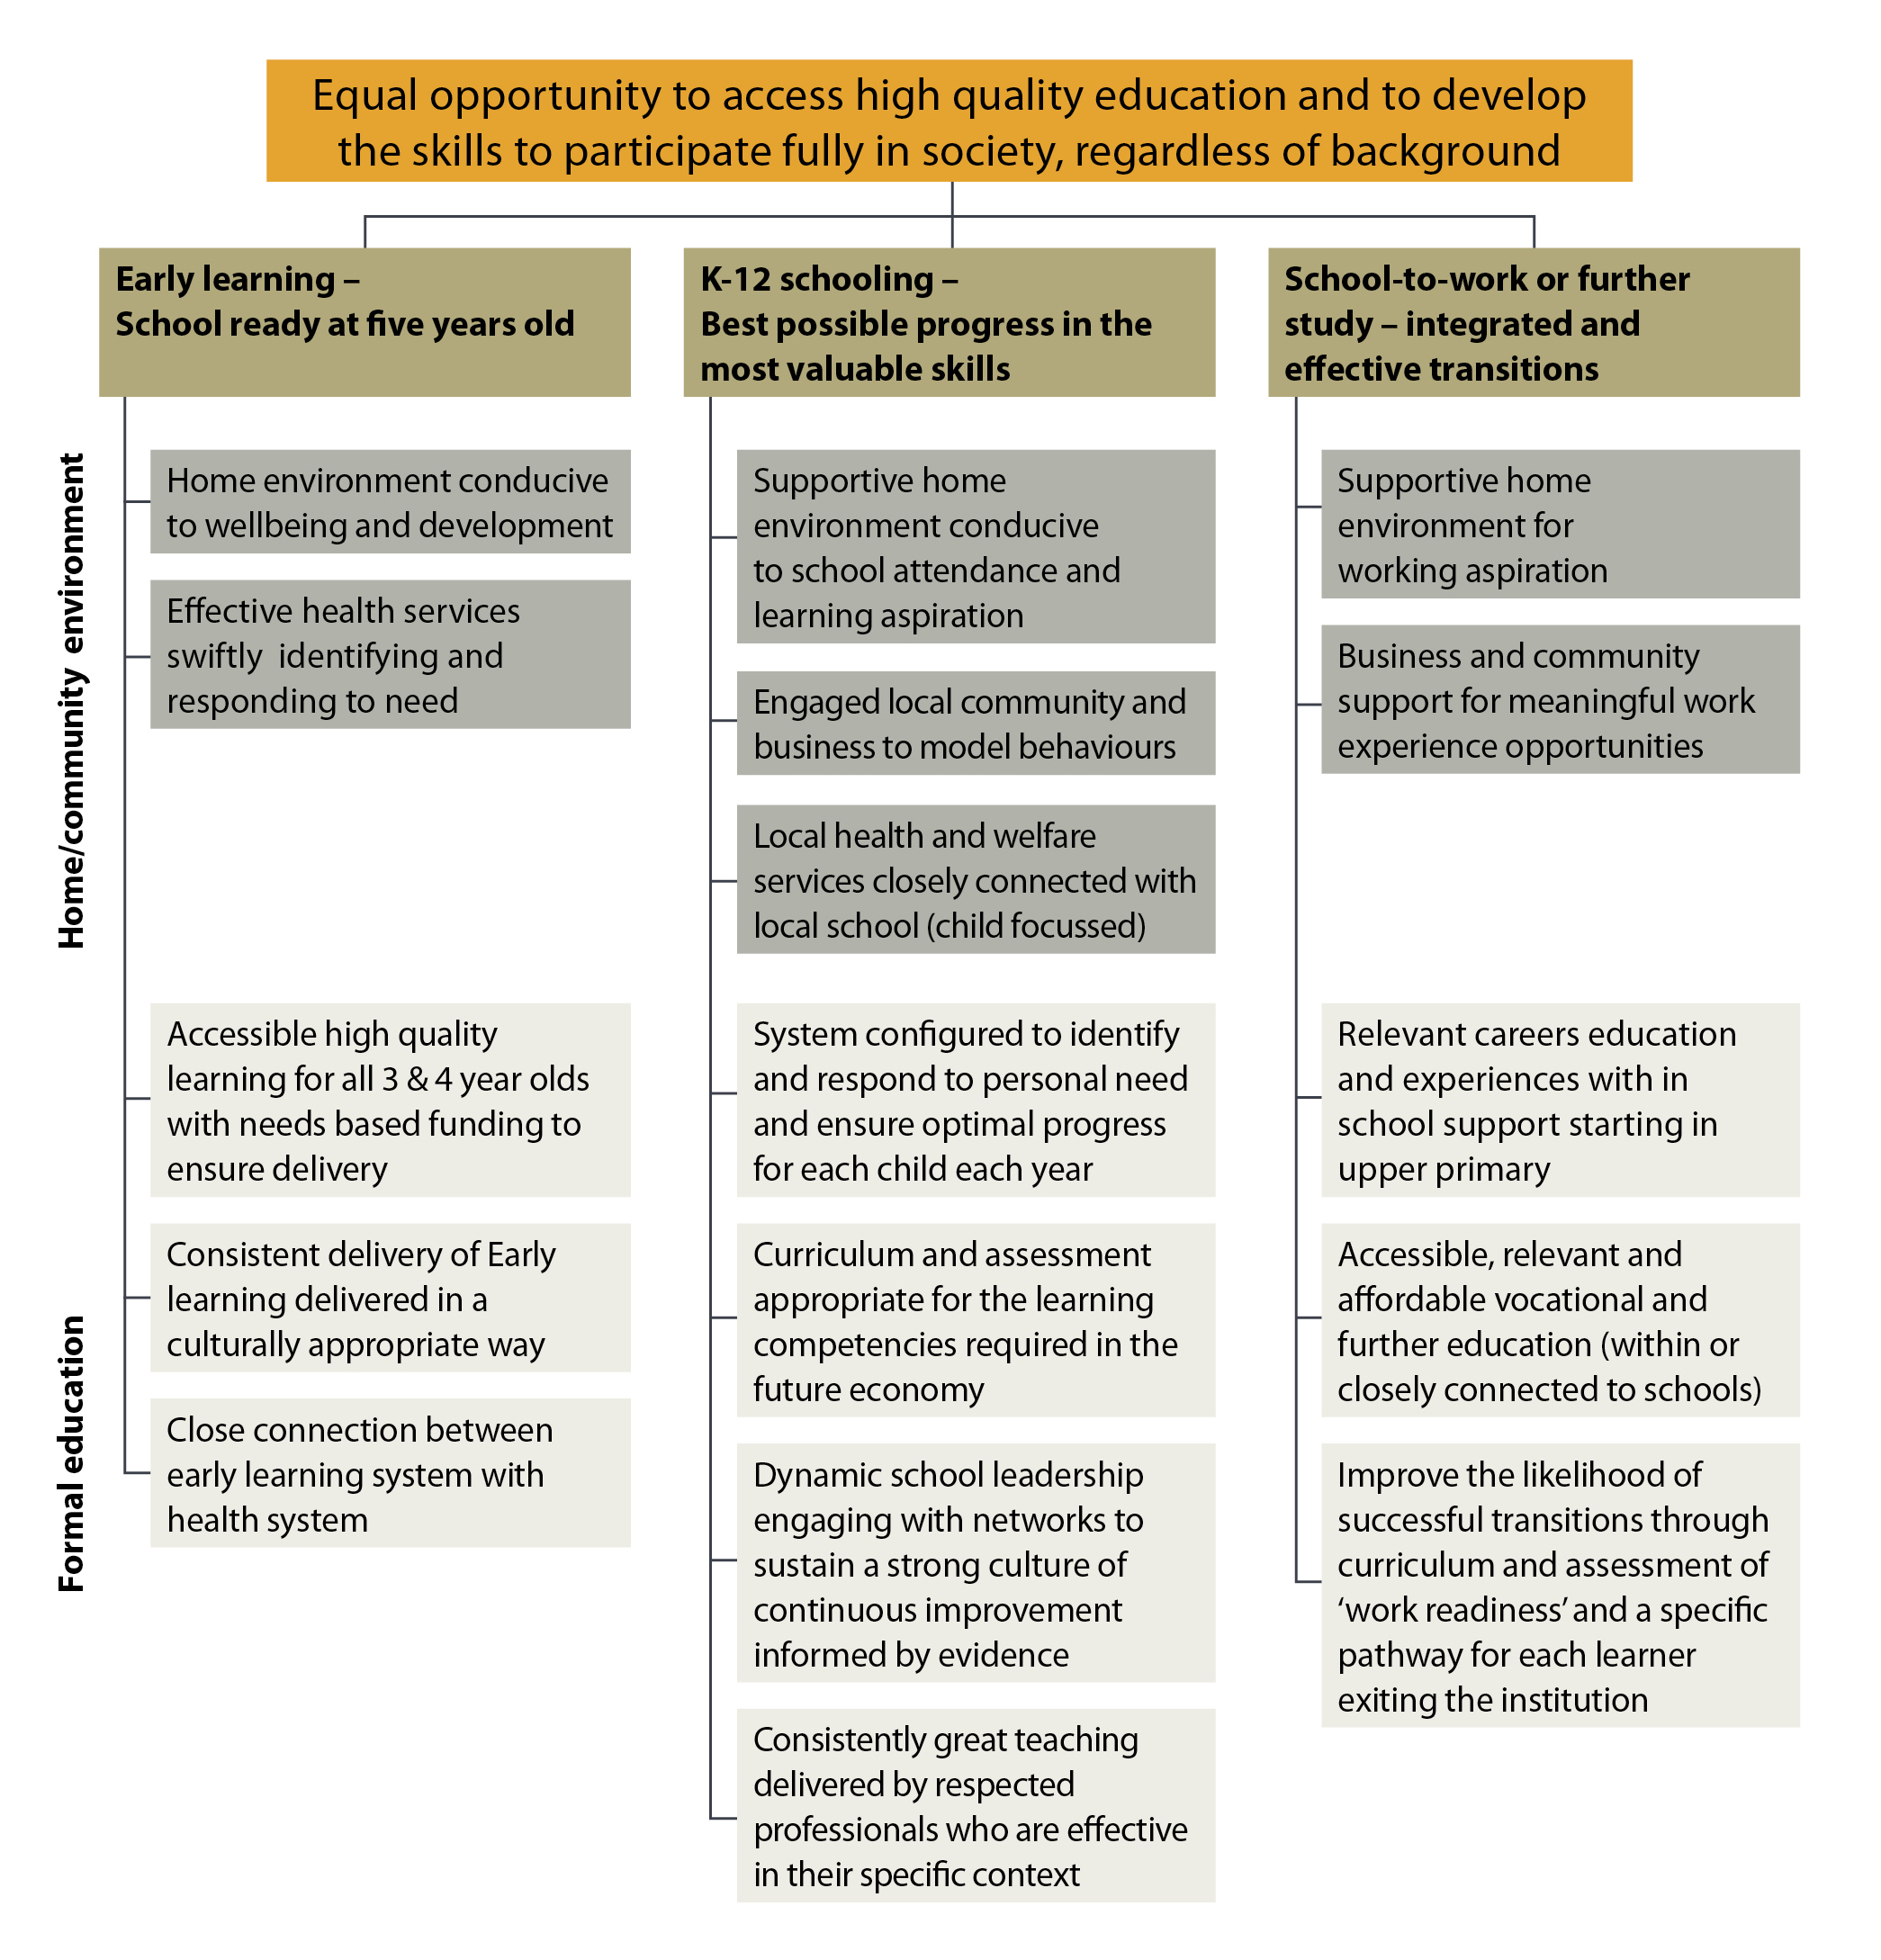 Equal opportunity to access high quality education and to develop
the skills to participate fully in society, regardless of background
Early learning –
School ready at five years old
Home/community environment
Home environment conducive
to wellbeing and development
Effective health services
swiftly identifying and
responding to need
Formal education
Accessible high quality
learning for all 3 & 4 year olds
with needs based funding to
ensure delivery
Consistent delivery of Early
learning delivered in a
culturally appropriate way
Close connection between
early learning system with
health system
K-12 schooling –
Best possible progress in the
most valuable skills
Supportive home
environment conducive
to school attendance and
learning aspiration
Engaged local community and
business to model behaviours
Local health and welfare
services closely connected with
local school (child focussed)
System configured to identify
and respond to personal need
and ensure optimal progress
for each child each year
Curriculum and assessment
appropriate for the learning
competencies required in the
future economy
Dynamic school leadership
engaging with networks to
sustain a strong culture of
continuous improvement
informed by evidence
Consistently great teaching
delivered by respected
professionals who are effective
in their specific context
School-to-work or further
study – integrated and
effective transitions
Supportive home
environment for
working aspiration
Business and community
support for meaningful work
experience opportunities
Relevant careers education
and experiences with in
school support starting in
upper primary
Accessible, relevant and
affordable vocational and
further education (within or
closely connected to schools)
Improve the likelihood of
successful transitions through
curriculum and assessment of
‘work readiness’ and a specific
pathway for each learner
exiting the institution